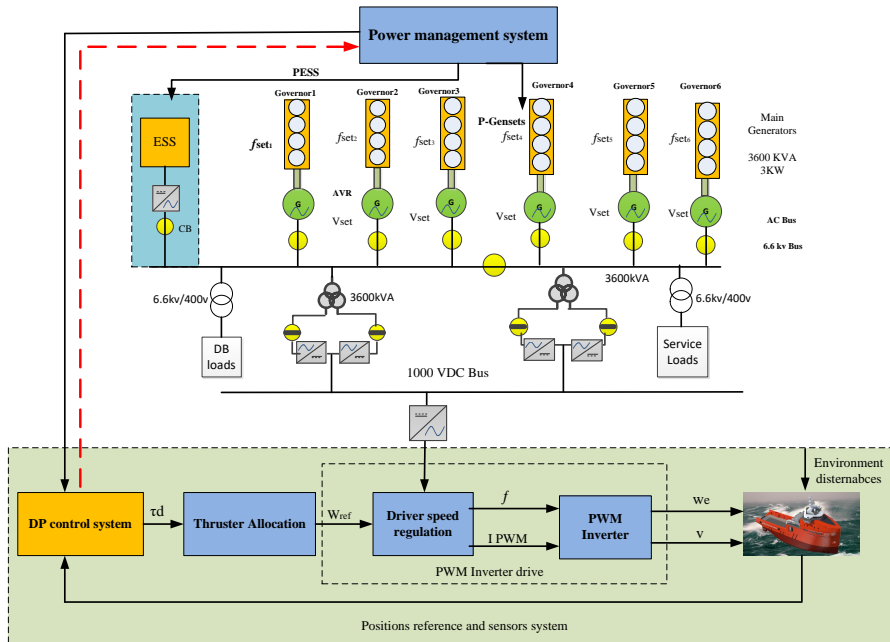 Power management system
PESS
Governor1
Governor2
Governor3
Governor4
Governor5
Governor6
P-Gensets
ESS
fset1
fset2
fset3
fset4
fset5
fset6
Main
Generators
3600 KVA
3KW
AVR
G
G
G
G
G
G
Vset
Vset
Vset
Vset
Vset
CB
AC Bus
6.6 kv Bus
6.6kv/400v
3600kVA
3600kVA
6.6kv/400v
DB
loads
Service
Loads
1000 VDC Bus
Environment
disternabces
DP control system
τd
Thruster Allocation
Wref
Driver speed
regulation
f
I PWM
PWM
Inverter
we
v
PWM Inverter drive
Positions reference and sensors system